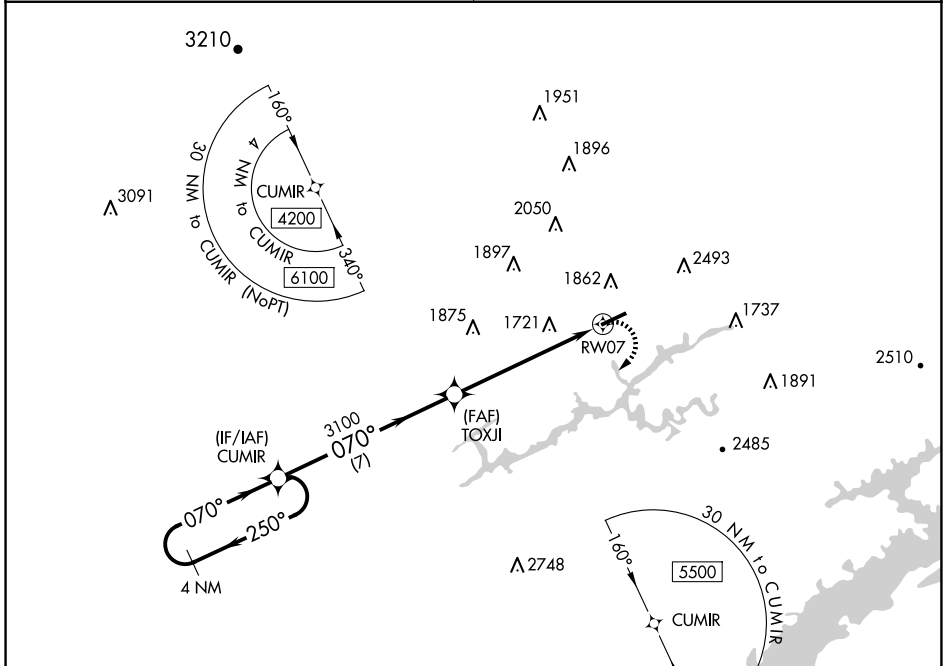 3210
1951
160°
1896
4 NM to CUMIR
30 NM to CUMIR (NoPT)
CUMIR
3091
4200
2050
340°
6100
1897
1862
2493
1875
1721
1737
RW07
2510
1891
(FAF)
TOXJI
3100
070°
(7)
(IF/IAF)
CUMIR
2485
070°
250°
4 NM
30 NM to CUMIR
160°
2748
5500
CUMIR